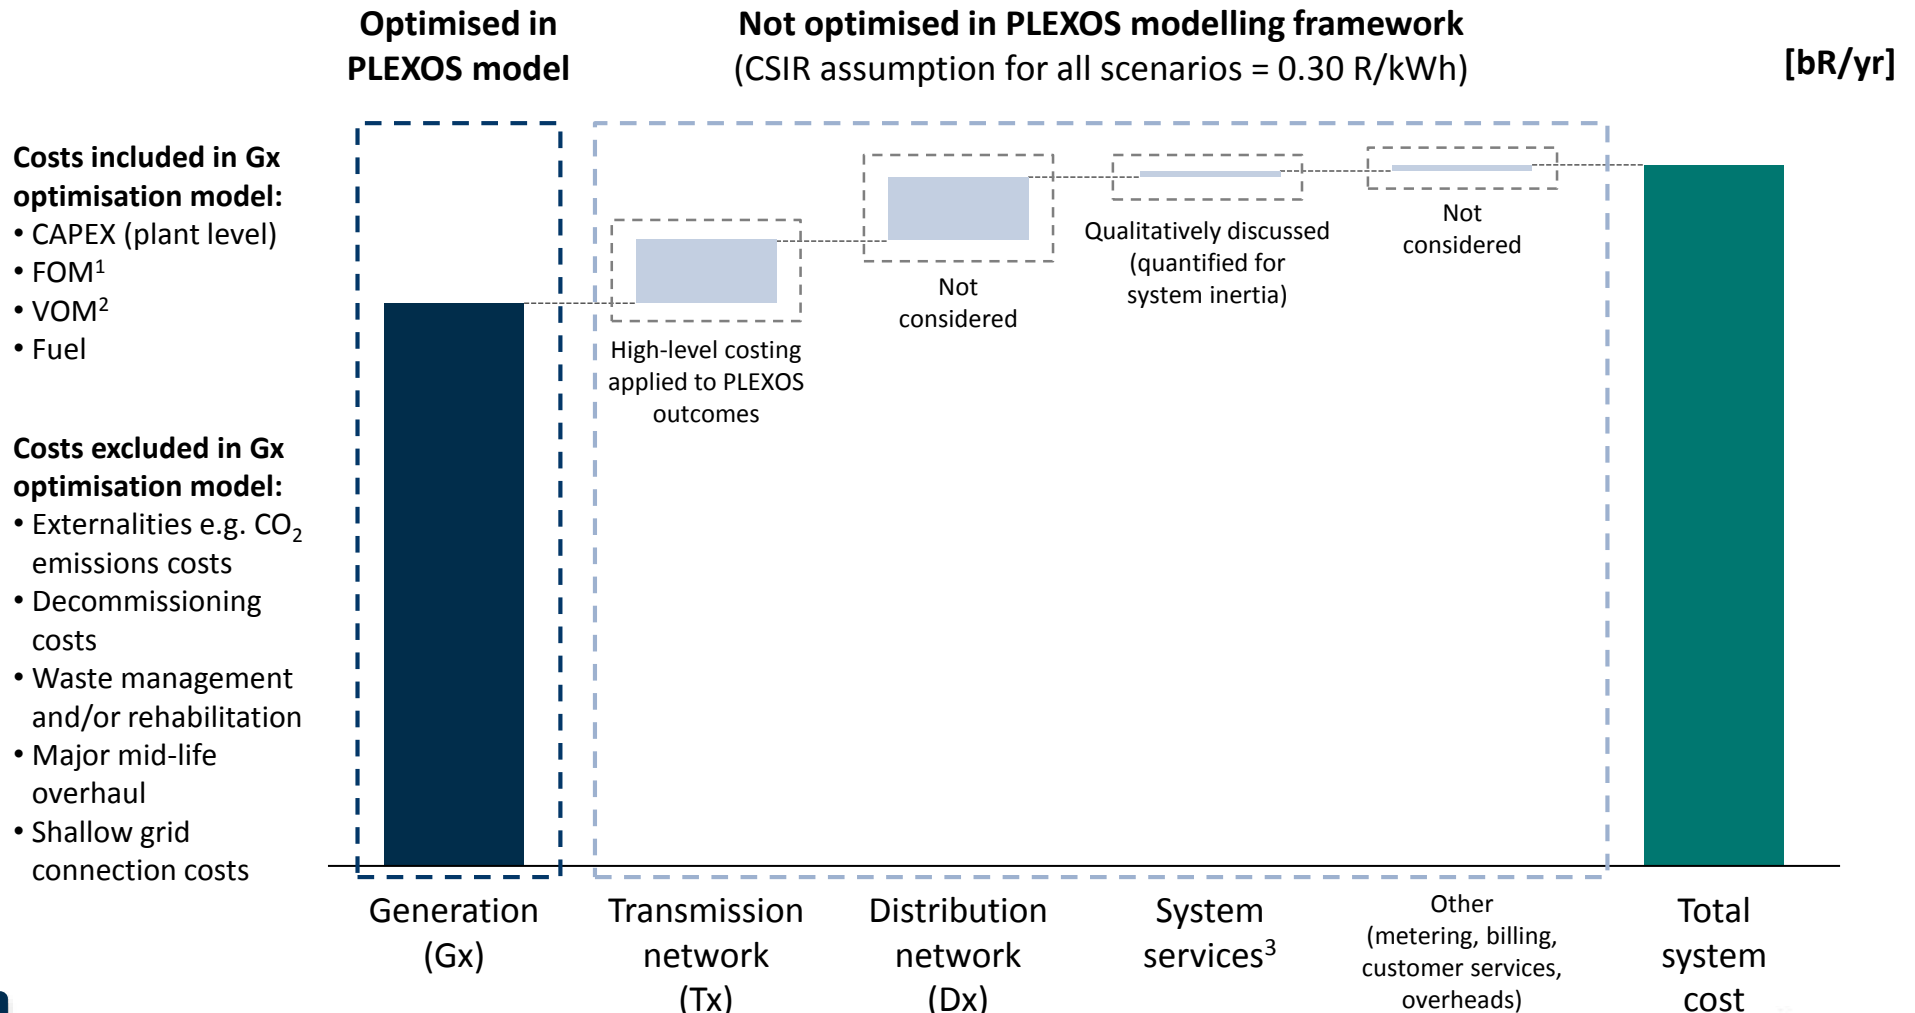 Optimised in
PLEXOS model
Not optimised in PLEXOS modelling framework
(CSIR assumption for all scenarios = 0.30 R/kWh)
[bR/yr]
Costs included in Gx
optimisation model:
• CAPEX (plant level)
• FOM¹
• VOM²
• Fuel
Costs excluded in Gx
optimisation model:
• Externalities e.g. CO₂
emissions costs
• Decommissioning
costs
• Waste management
and/or rehabilitation
• Major mid-life
overhaul
• Shallow grid
connection costs
High-level costing
applied to PLEXOS
outcomes
Not
considered
Qualitatively discussed
(quantified for
system inertia)
Not
considered
Generation
(Gx)
Transmission
network
(Tx)
Distribution
network
(Dx)
System
services³
Other
(metering, billing,
customer services,
overheads)
Total
system
cost